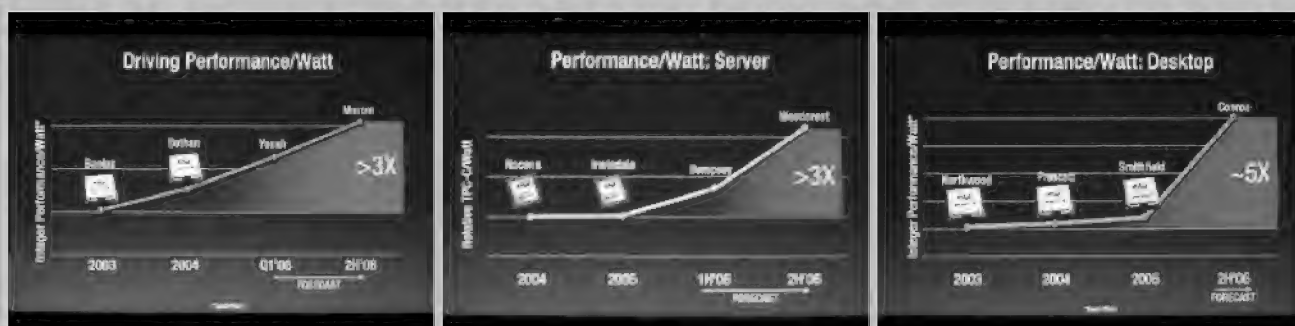 Driving Performance/Watt
Integer Performance/Watt*
Banias
Dothan
Yonah
Merom
>3X
2003
2004
Q1'06
2H'06
FORECAST
Performance/Watt: Server
Relative TPC-C/Watt
Nocona
Irwindale
Dempsey
Woodcrest
>3X
2004
2005
1H'06
2H'06
FORECAST
Performance/Watt: Desktop
Integer Performance/Watt*
Northwood
Prescott
Smithfield
Conroe
~5X
2003
2004
2005
2H'06
FORECAST